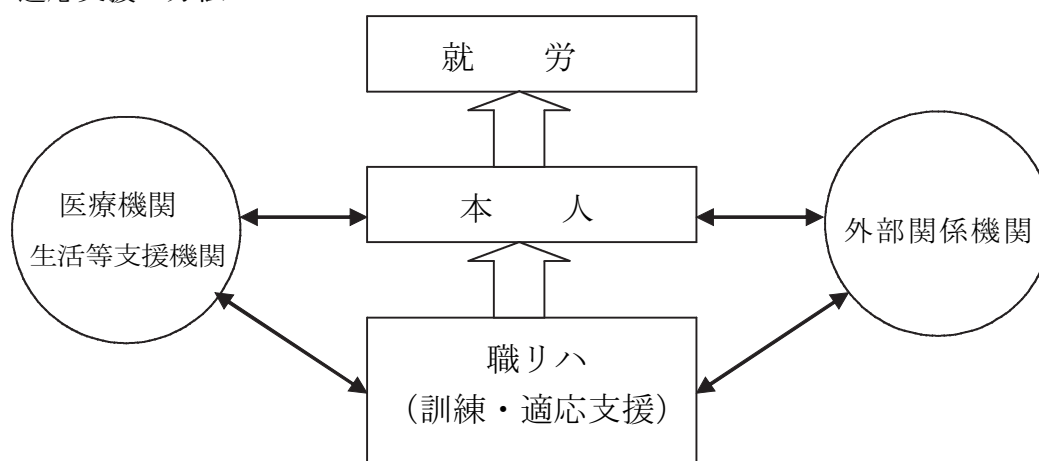 就　　労
医療機関
生活等支援機関
本　　人
外部関係機関
職リハ
（訓練・適応支援）